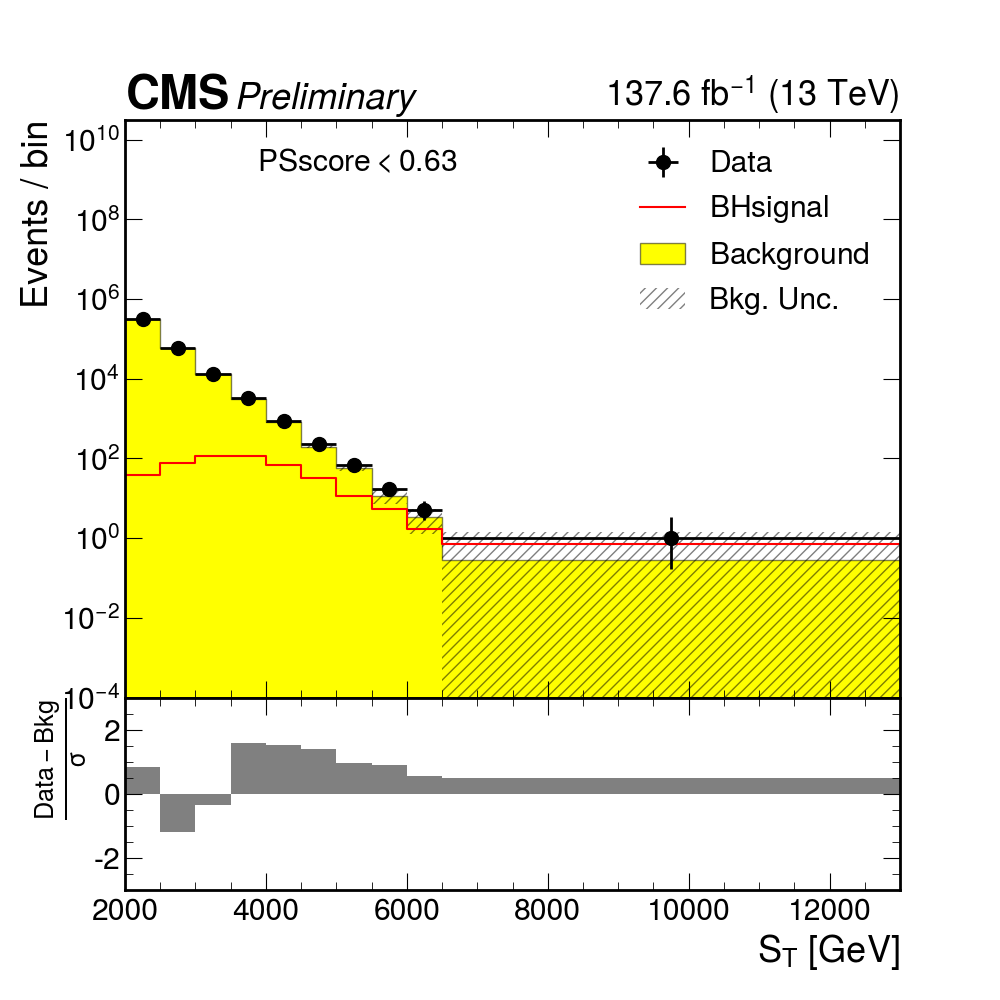 CMS Preliminary 137.6 fb⁻¹ (13 TeV)
Events / bin
PSscore < 0.63
Data
BHsignal
Background
Bkg. Unc.
10¹⁰
10⁸
10⁶
10⁴
10²
10⁰
10⁻²
10⁻⁴
Data − Bkg
σ
2
0
-2
2000 4000 6000 8000 10000 12000
S_T [GeV]